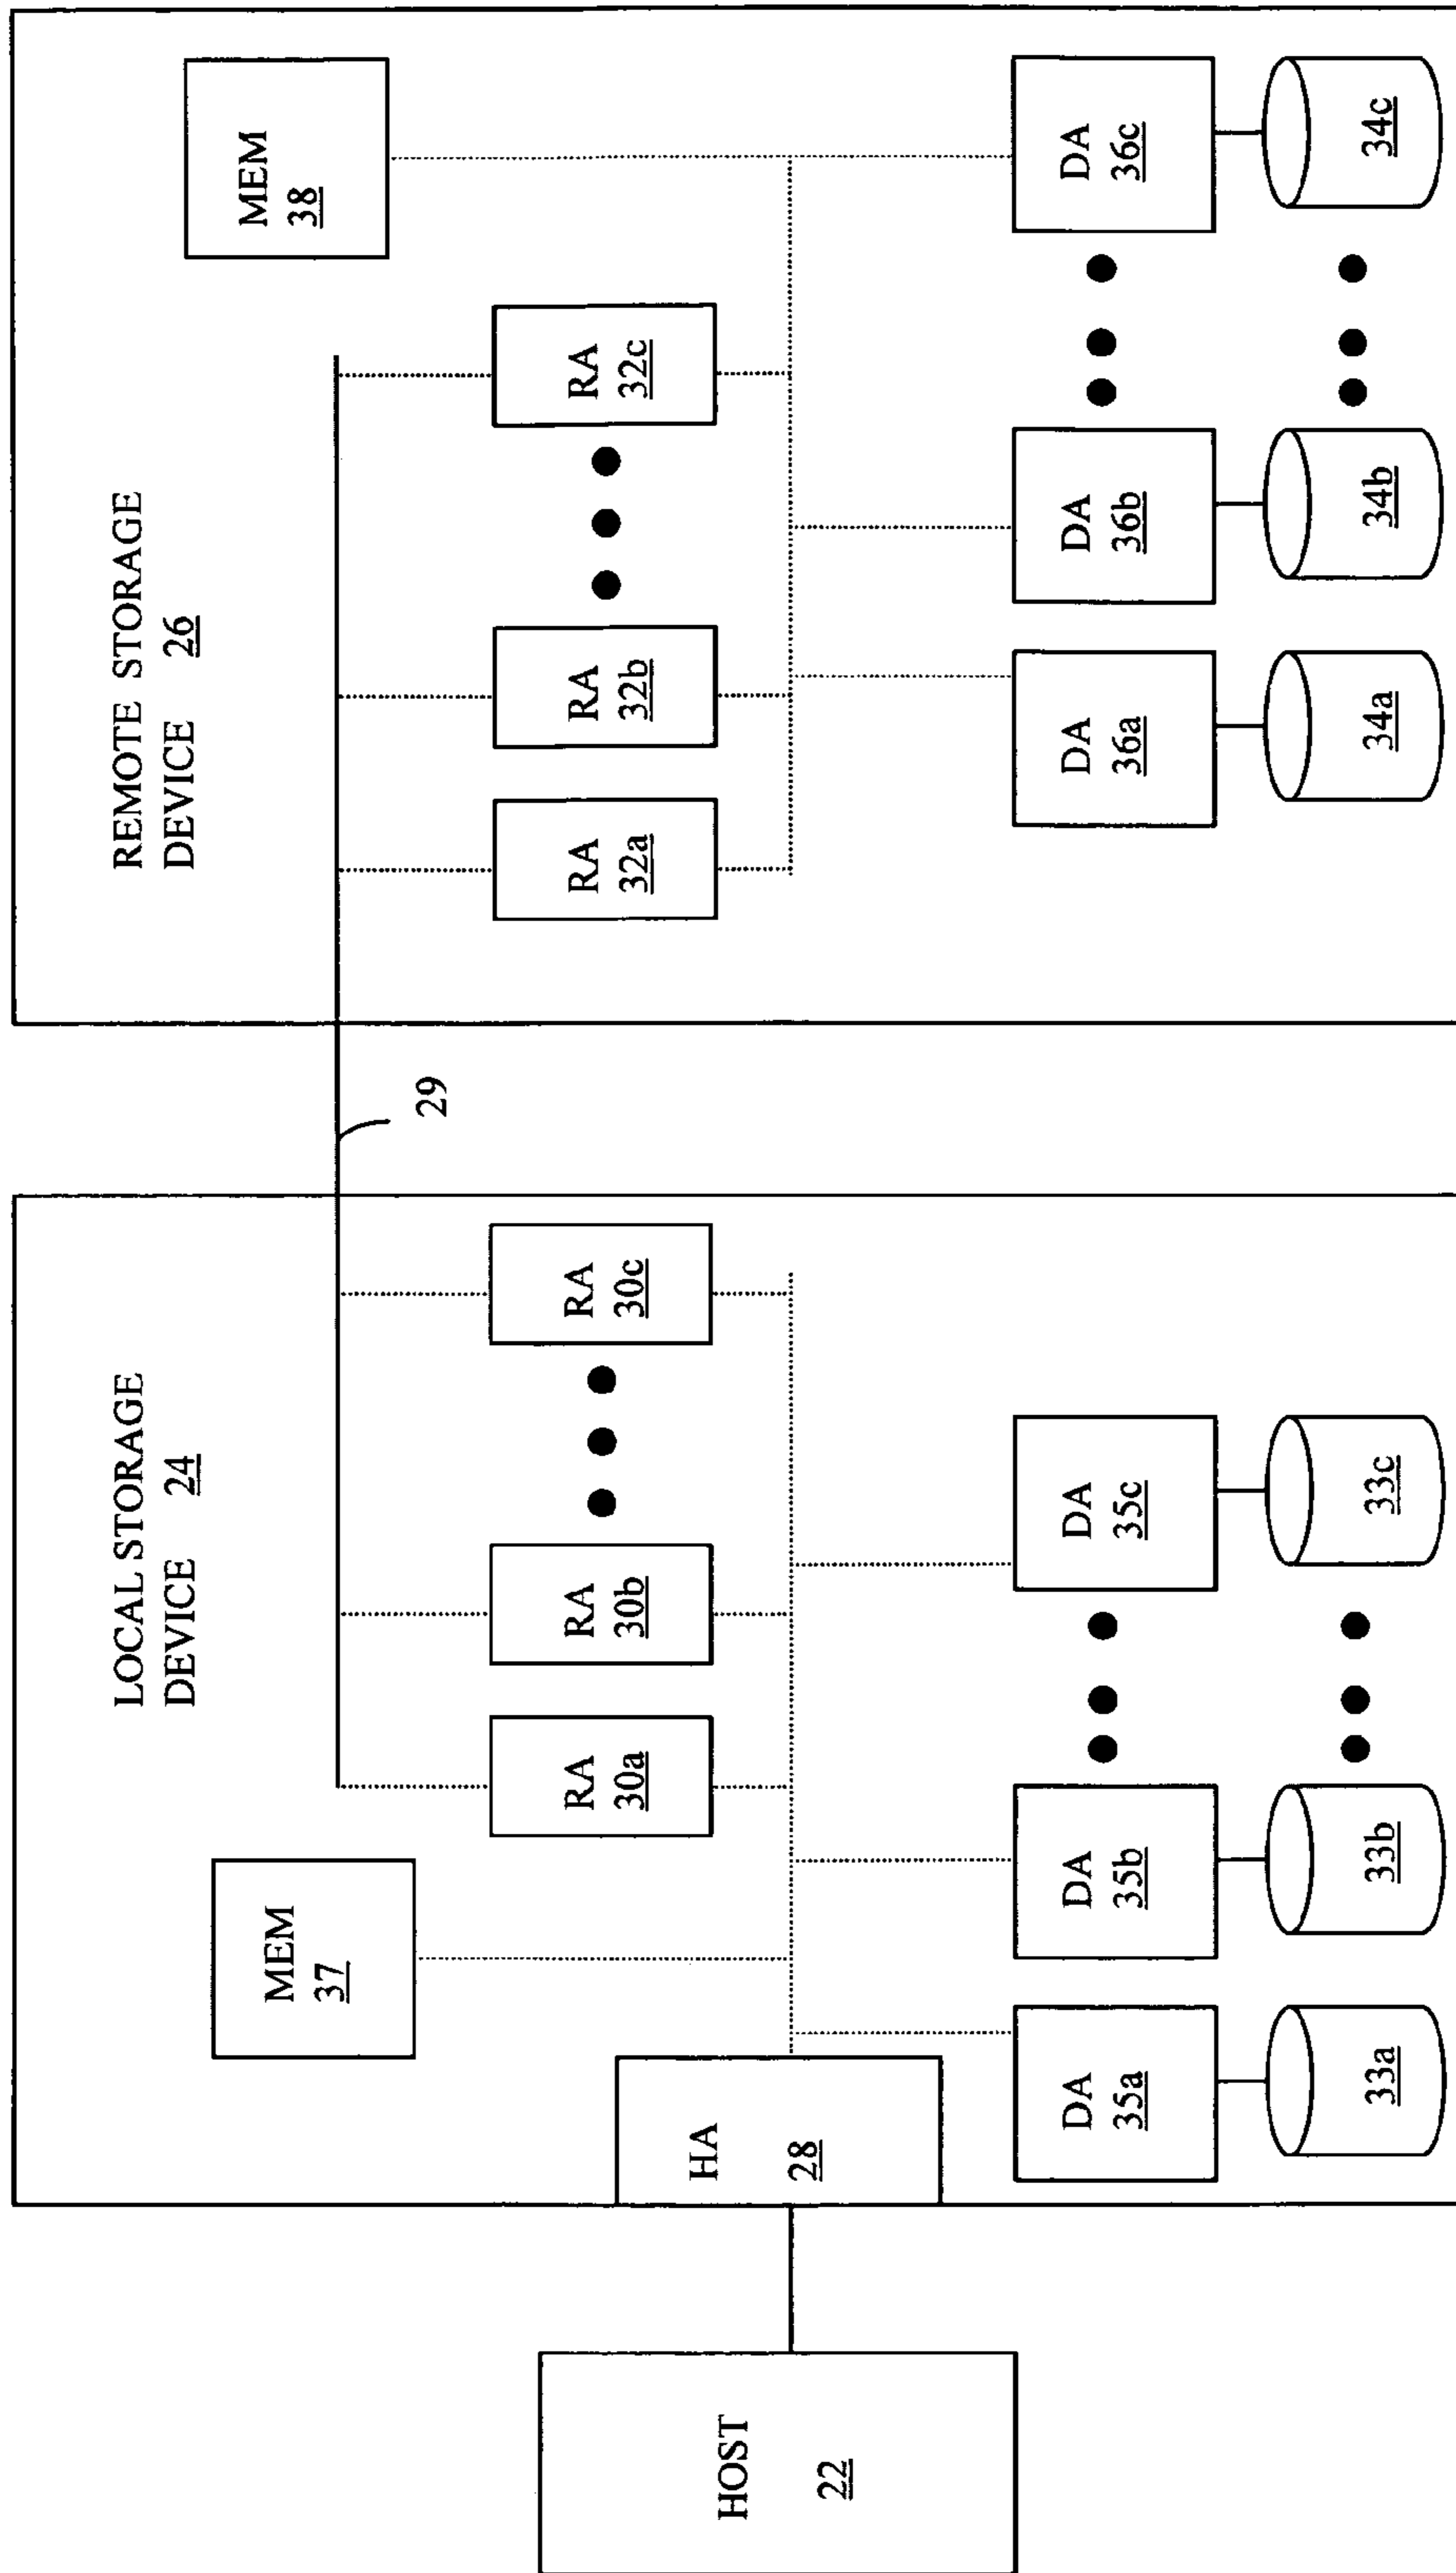 HOST
22
LOCAL STORAGE
DEVICE 24
MEM
37
HA
28
RA
30a
RA
30b
RA
30c
DA
35a
DA
35b
DA
35c
33a
33b
33c
29
REMOTE STORAGE
DEVICE 26
MEM
38
RA
32a
RA
32b
RA
32c
DA
36a
DA
36b
DA
36c
34a
34b
34c